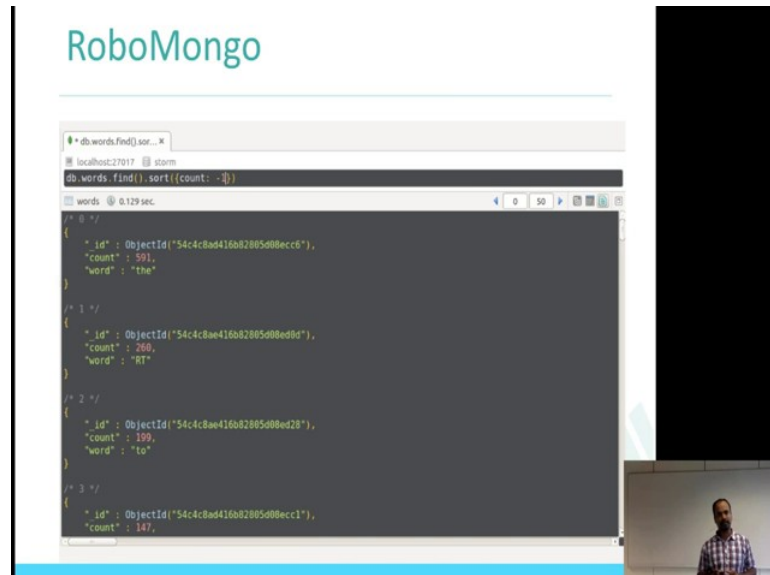 RoboMongo
* db.words.find().sor... ×
localhost:27017 storm
db.words.find().sort({count: -1})
words 0.129 sec. 0 50
/* 0 */
{
"_id" : ObjectId("54c4c8ad416b82805d08ecc6"),
"count" : 591,
"word" : "the"
}
/* 1 */
{
"_id" : ObjectId("54c4c8ae416b82805d08ed0d"),
"count" : 260,
"word" : "RT"
}
/* 2 */
{
"_id" : ObjectId("54c4c8ae416b82805d08ed28"),
"count" : 199,
"word" : "to"
}
/* 3 */
{
"_id" : ObjectId("54c4c8ad416b82805d08ecc1"),
"count" : 147,